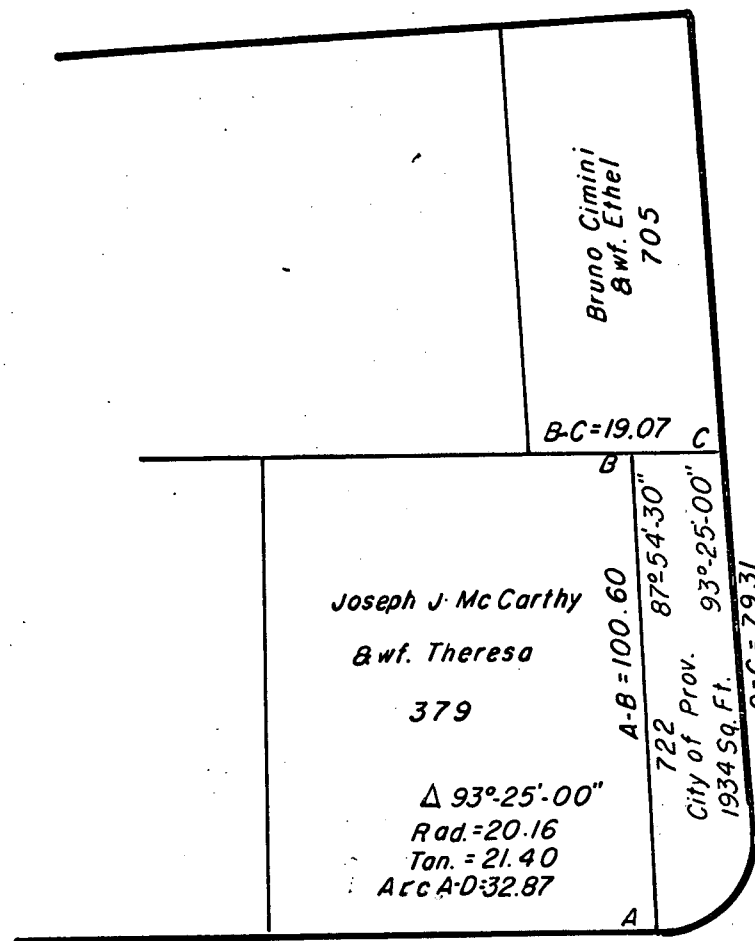 Bruno Cimini
& wf. Ethel
705
B-C=19.07
C
B
Joseph J. McCarthy
& wf. Theresa
379
Δ 93°-25'-00"
Rad.=20.16
Tan. = 21.40
Arc A-D=32.87
A-B = 100.60
87°-54'-30"
722
City of Prov.
1934 Sq. Ft.
93°-25'-00"
A